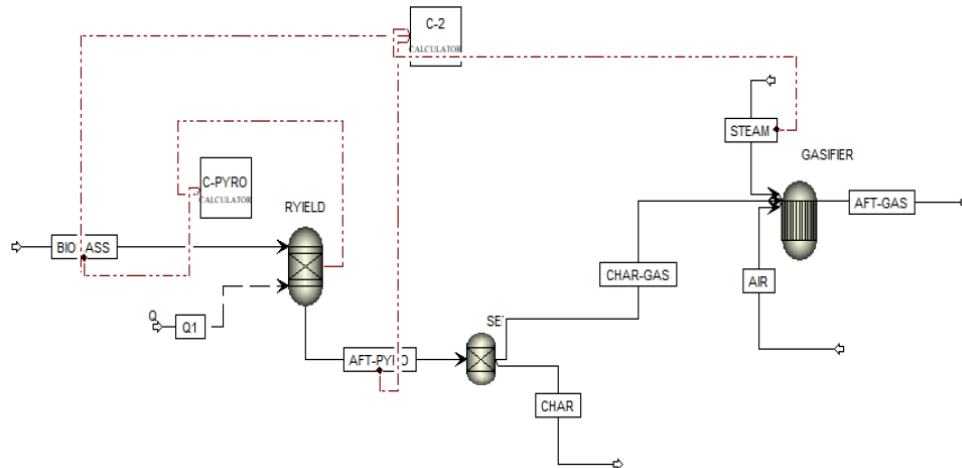 C-2
CALCULATOR
STEAM
GASIFIER
C-PYRO
CALCULATOR
RYIELD
AFT-GAS
BIO ASS
CHAR-GAS
AIR
Q
Q1
SE
AFT-PY O
CHAR